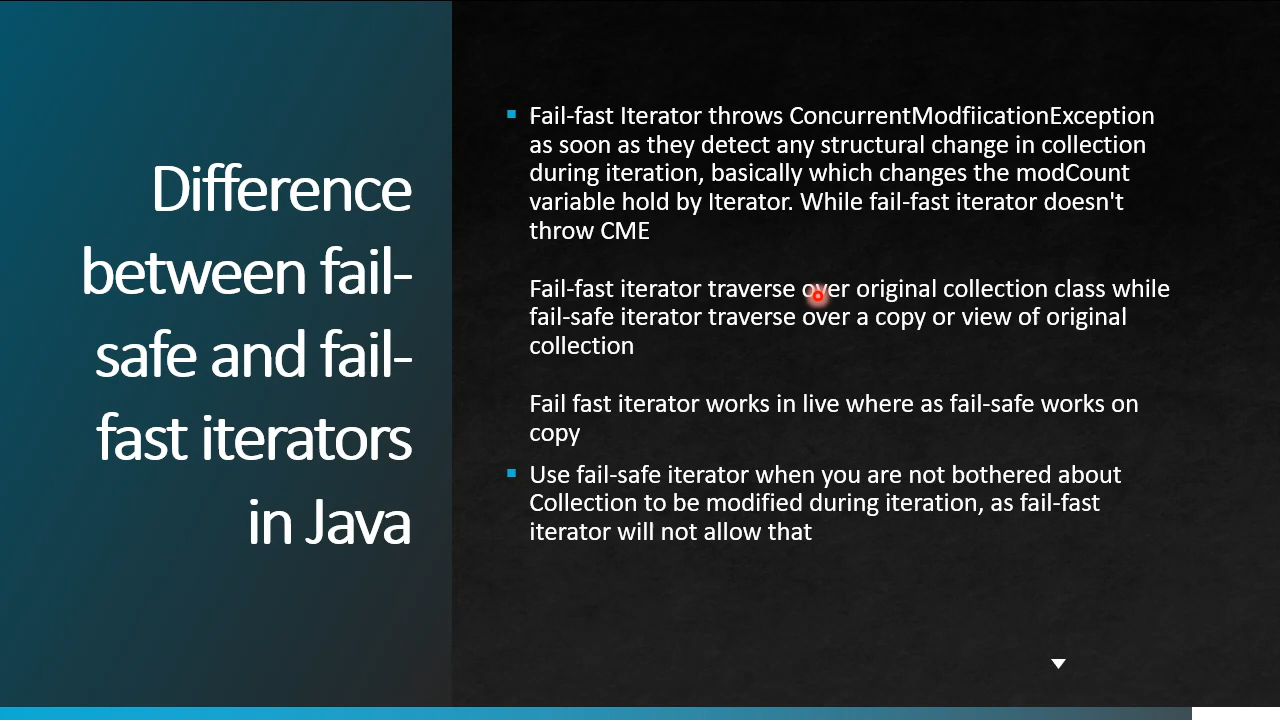 Difference
between fail-
safe and fail-
fast iterators
in Java
Fail-fast Iterator throws ConcurrentModfiicationException
as soon as they detect any structural change in collection
during iteration, basically which changes the modCount
variable hold by Iterator. While fail-fast iterator doesn't
throw CME
Fail-fast iterator traverse over original collection class while
fail-safe iterator traverse over a copy or view of original
collection
Fail fast iterator works in live where as fail-safe works on
copy
Use fail-safe iterator when you are not bothered about
Collection to be modified during iteration, as fail-fast
iterator will not allow that